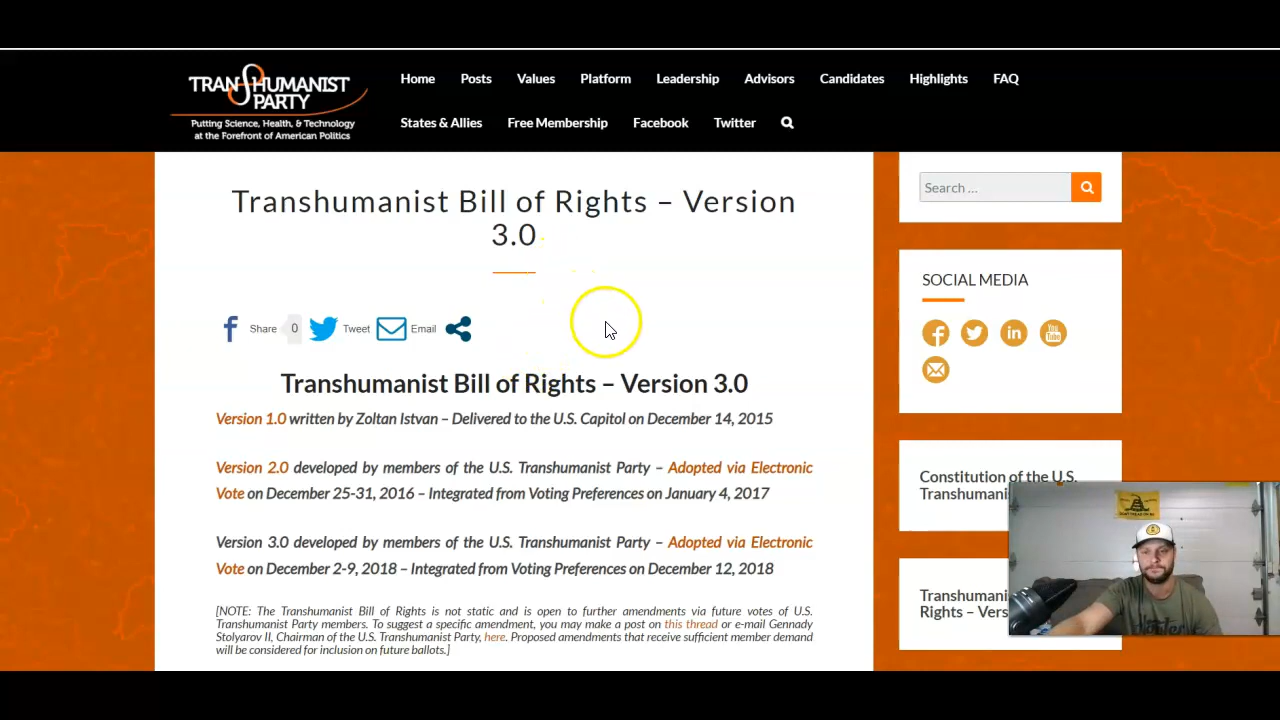 TRANSHUMANIST
PARTY
Putting Science, Health, & Technology
at the Forefront of American Politics
Home Posts Values Platform Leadership Advisors Candidates Highlights FAQ
States & Allies Free Membership Facebook Twitter
Transhumanist Bill of Rights – Version
3.0
Share 0 Tweet Email
Transhumanist Bill of Rights – Version 3.0
Version 1.0 written by Zoltan Istvan – Delivered to the U.S. Capitol on December 14, 2015
Version 2.0 developed by members of the U.S. Transhumanist Party – Adopted via Electronic
Vote on December 25-31, 2016 – Integrated from Voting Preferences on January 4, 2017
Version 3.0 developed by members of the U.S. Transhumanist Party – Adopted via Electronic
Vote on December 2-9, 2018 – Integrated from Voting Preferences on December 12, 2018
[NOTE: The Transhumanist Bill of Rights is not static and is open to further amendments via future votes of U.S.
Transhumanist Party members. To suggest a specific amendment, you may make a post on this thread or e-mail Gennady
Stolyarov II, Chairman of the U.S. Transhumanist Party, here. Proposed amendments that receive sufficient member demand
will be considered for inclusion on future ballots.]
Search ...
SOCIAL MEDIA
You
Tube
Constitution of the U.S.
Transhumani
Transhumani
Rights – Vers